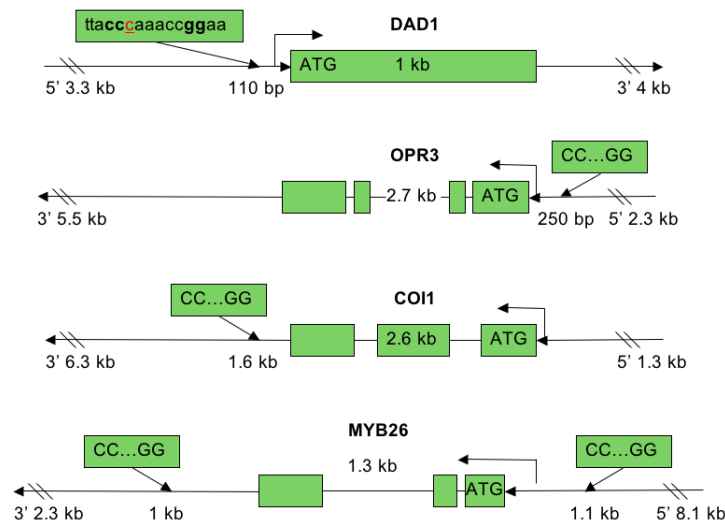 ttacccaaaccggaa
DAD1
ATG 1 kb
5' 3.3 kb 110 bp 3' 4 kb
OPR3
CC...GG
2.7 kb ATG
3' 5.5 kb 250 bp 5' 2.3 kb
COI1
CC...GG
2.6 kb ATG
3' 6.3 kb 1.6 kb 5' 1.3 kb
MYB26
CC...GG 1.3 kb CC...GG
ATG
3' 2.3 kb 1 kb 1.1 kb 5' 8.1 kb